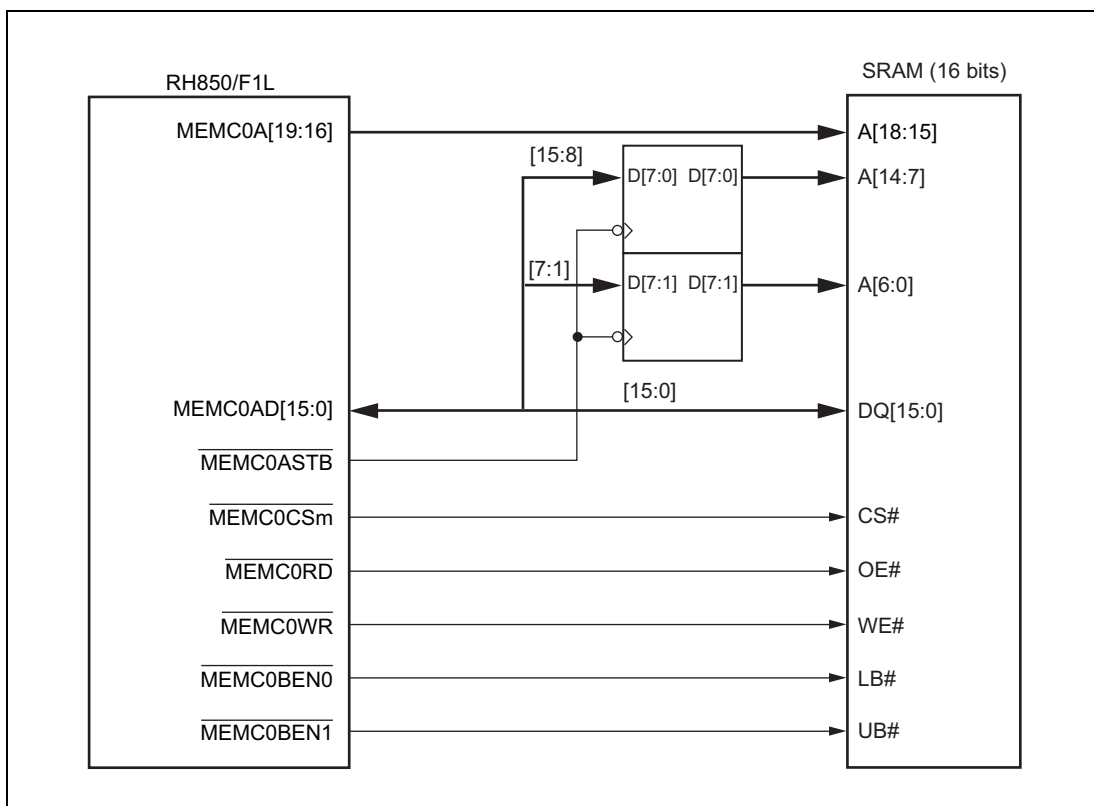 RH850/F1L
SRAM (16 bits)
MEMC0A[19:16]
A[18:15]
[15:8]
D[7:0] D[7:0]
A[14:7]
[7:1]
D[7:1] D[7:1]
A[6:0]
MEMC0AD[15:0]
[15:0]
DQ[15:0]
MEMC0ASTB
MEMC0CSm
CS#
MEMC0RD
OE#
MEMC0WR
WE#
MEMC0BEN0
LB#
MEMC0BEN1
UB#